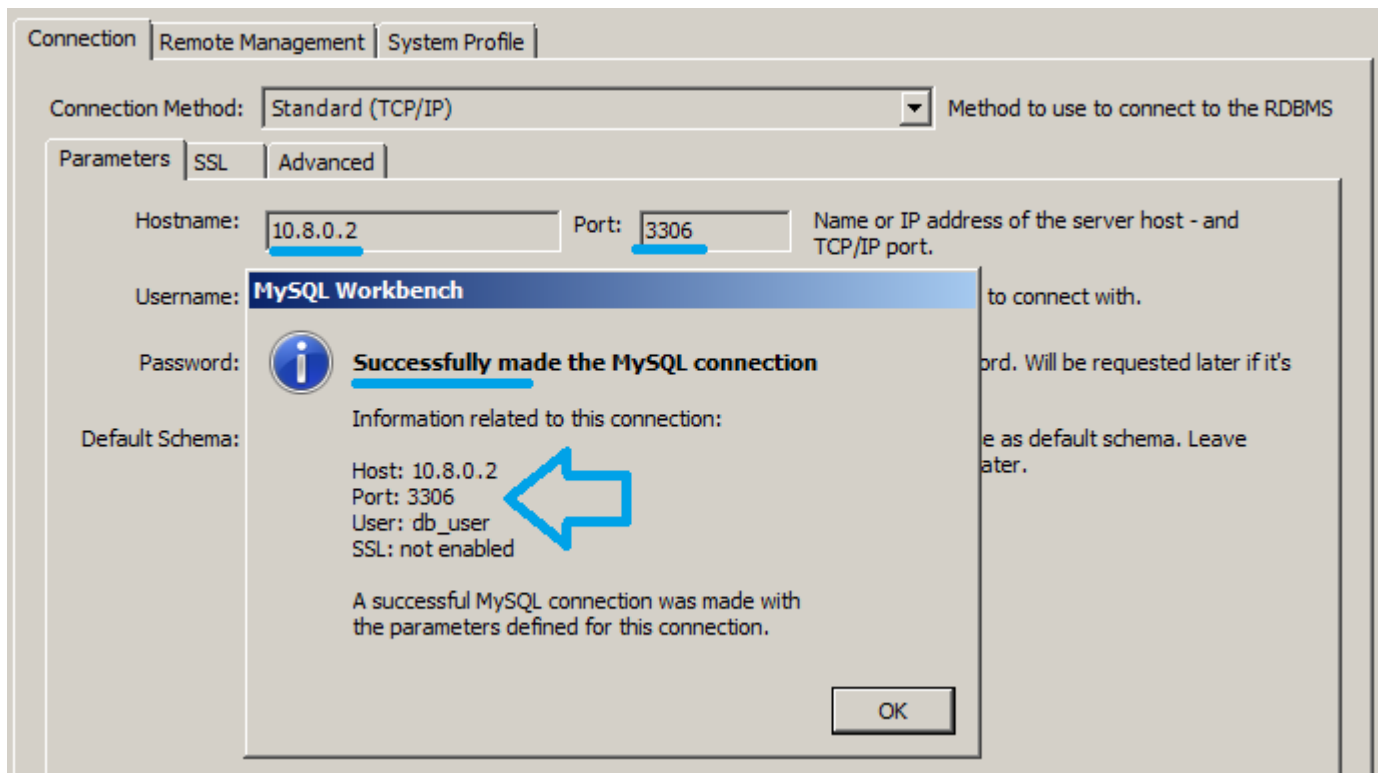 Connection Remote Management System Profile
Connection Method: Standard (TCP/IP) Method to use to connect to the RDBMS
Parameters SSL Advanced
Hostname: 10.8.0.2 Port: 3306 Name or IP address of the server host - and
TCP/IP port.
Username: to connect with.
MySQL Workbench
Password: Will be requested later if it's
Successfully made the MySQL connection
Information related to this connection:
Default Schema: as default schema. Leave
Host: 10.8.0.2
Port: 3306
User: db_user
SSL: not enabled
A successful MySQL connection was made with
the parameters defined for this connection.
OK